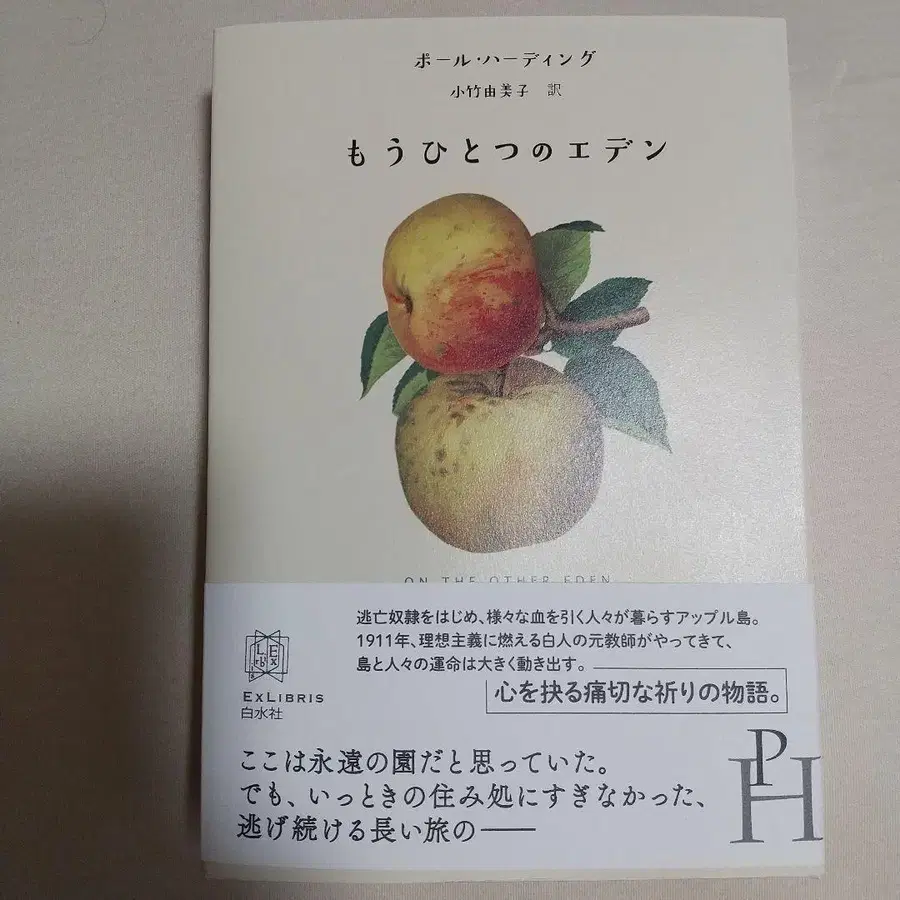 ポール・ハーディング
小竹由美子 訳
もうひとつのエデン
ON THE OTHER EDEN
逃亡奴隷をはじめ、様々な血を引く人々が暮らすアップル島。
1911年、理想主義に燃える白人の元教師がやってきて、
島と人々の運命は大きく動き出す。
心を抉る痛切な祈りの物語。
ExLibris
白水社
ここは永遠の園だと思っていた。
でも、いっときの住み処にすぎなかった、
逃げ続ける長い旅の——
PH